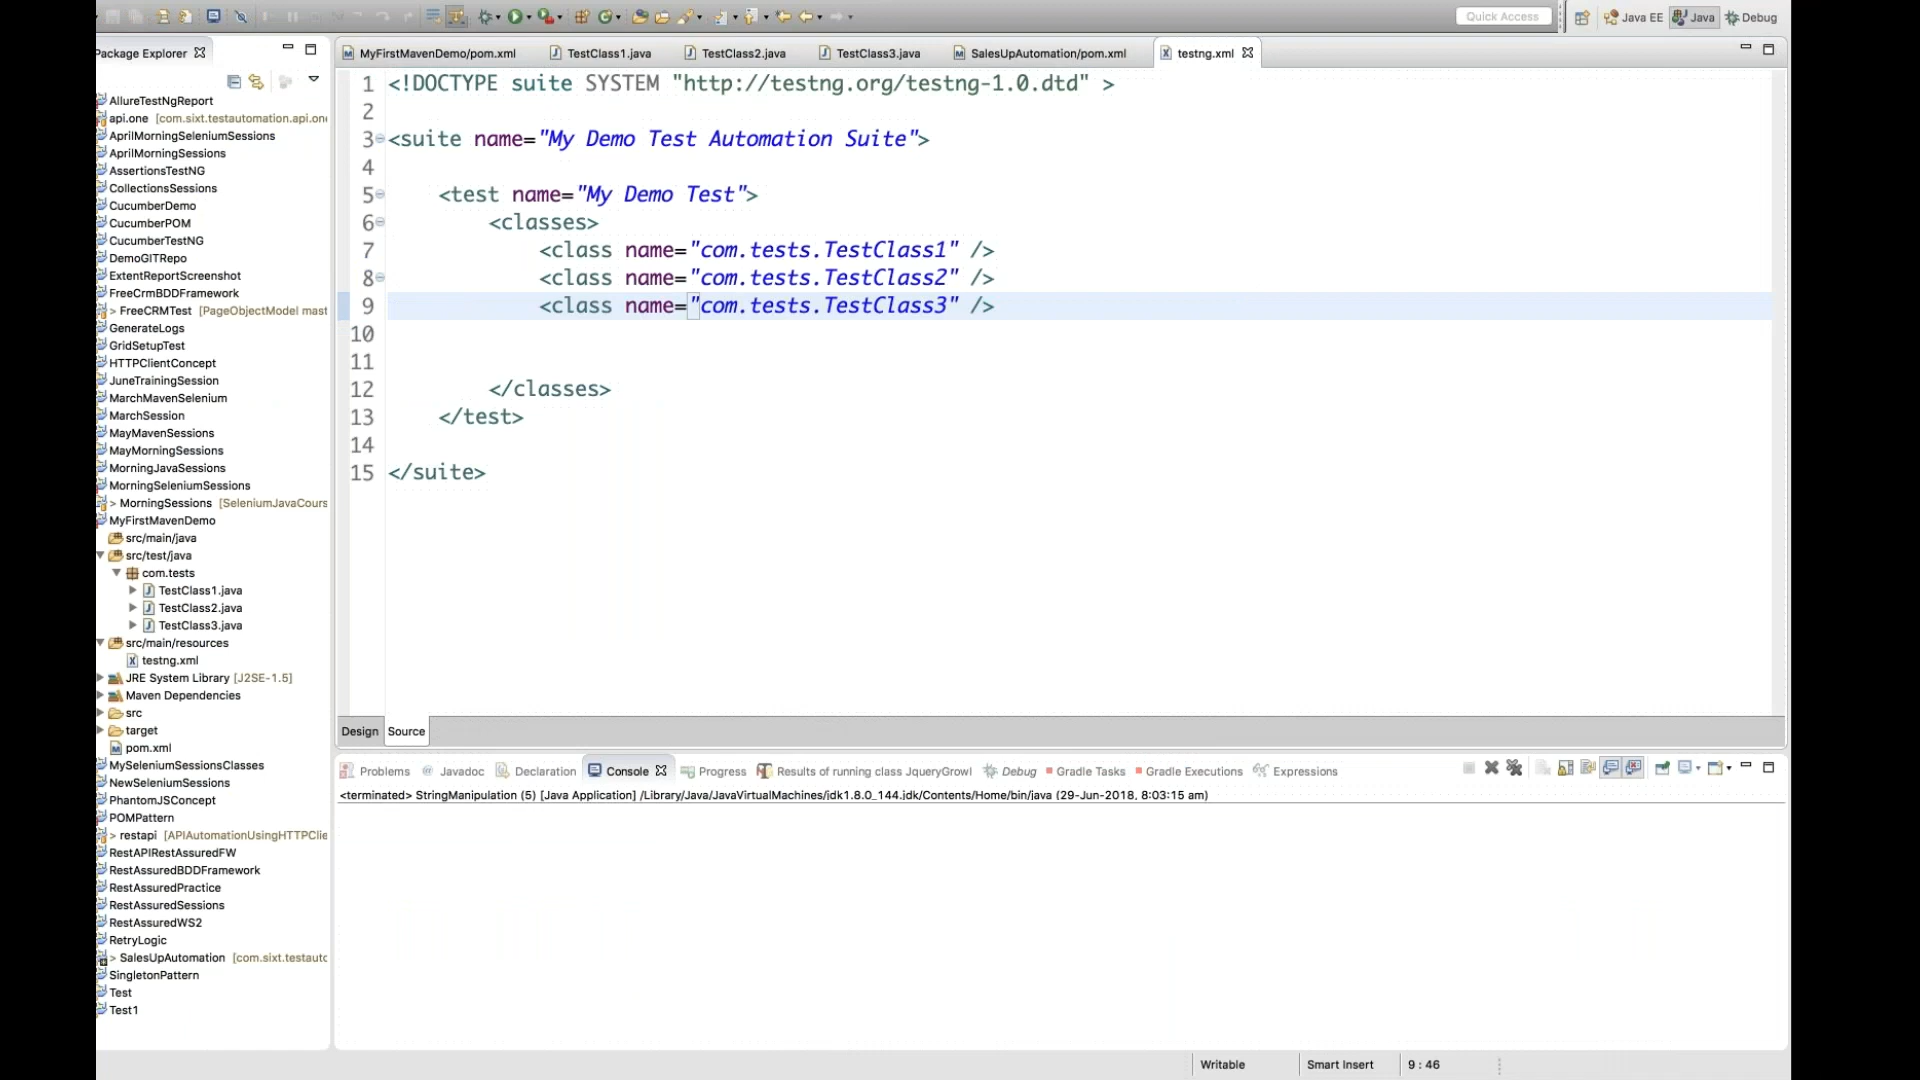 Quick Access
Java EE
Java
Debug
Package Explorer
MyFirstMavenDemo/pom.xml
TestClass1.java
TestClass2.java
TestClass3.java
SalesUpAutomation/pom.xml
testng.xml
AllureTestNgReport
api.one [com.sixt.testautomation.api.one
AprilMorningSeleniumSessions
AprilMorningSessions
AssertionsTestNG
CollectionsSessions
CucumberDemo
CucumberPOM
CucumberTestNG
DemoGITRepo
ExtentReportScreenshot
FreeCrmBDDFramework
> FreeCRMTest [PageObjectModel mast
GenerateLogs
GridSetupTest
HTTPClientConcept
JuneTrainingSession
MarchMavenSelenium
MarchSession
MayMavenSessions
MayMorningSessions
MorningJavaSessions
MorningSeleniumSessions
> MorningSessions [SeleniumJavaCours
MyFirstMavenDemo
src/main/java
src/test/java
com.tests
TestClass1.java
TestClass2.java
TestClass3.java
src/main/resources
testng.xml
JRE System Library [J2SE-1.5]
Maven Dependencies
src
target
pom.xml
MySeleniumSessionsClasses
NewSeleniumSessions
PhantomJSConcept
POMPattern
> restapi [APIAutomationUsingHTTPClie
RestAPIRestAssuredFW
RestAssuredBDDFramework
RestAssuredPractice
RestAssuredSessions
RestAssuredWS2
RetryLogic
> SalesUpAutomation [com.sixt.testauto
SingletonPattern
Test
Test1
1 <!DOCTYPE suite SYSTEM "http://testng.org/testng-1.0.dtd" >
2
3 <suite name="My Demo Test Automation Suite">
4
5 <test name="My Demo Test">
6 <classes>
7 <class name="com.tests.TestClass1" />
8 <class name="com.tests.TestClass2" />
9 <class name="com.tests.TestClass3" />
10
11
12 </classes>
13 </test>
14
15 </suite>
Design Source
Problems
Javadoc
Declaration
Console
Progress
Results of running class JqueryGrowl
Debug
Gradle Tasks
Gradle Executions
Expressions
<terminated> StringManipulation (5) [Java Application] /Library/Java/JavaVirtualMachines/jdk1.8.0_144.jdk/Contents/Home/bin/java (29-Jun-2018, 8:03:15 am)
Writable
Smart Insert
9 : 46